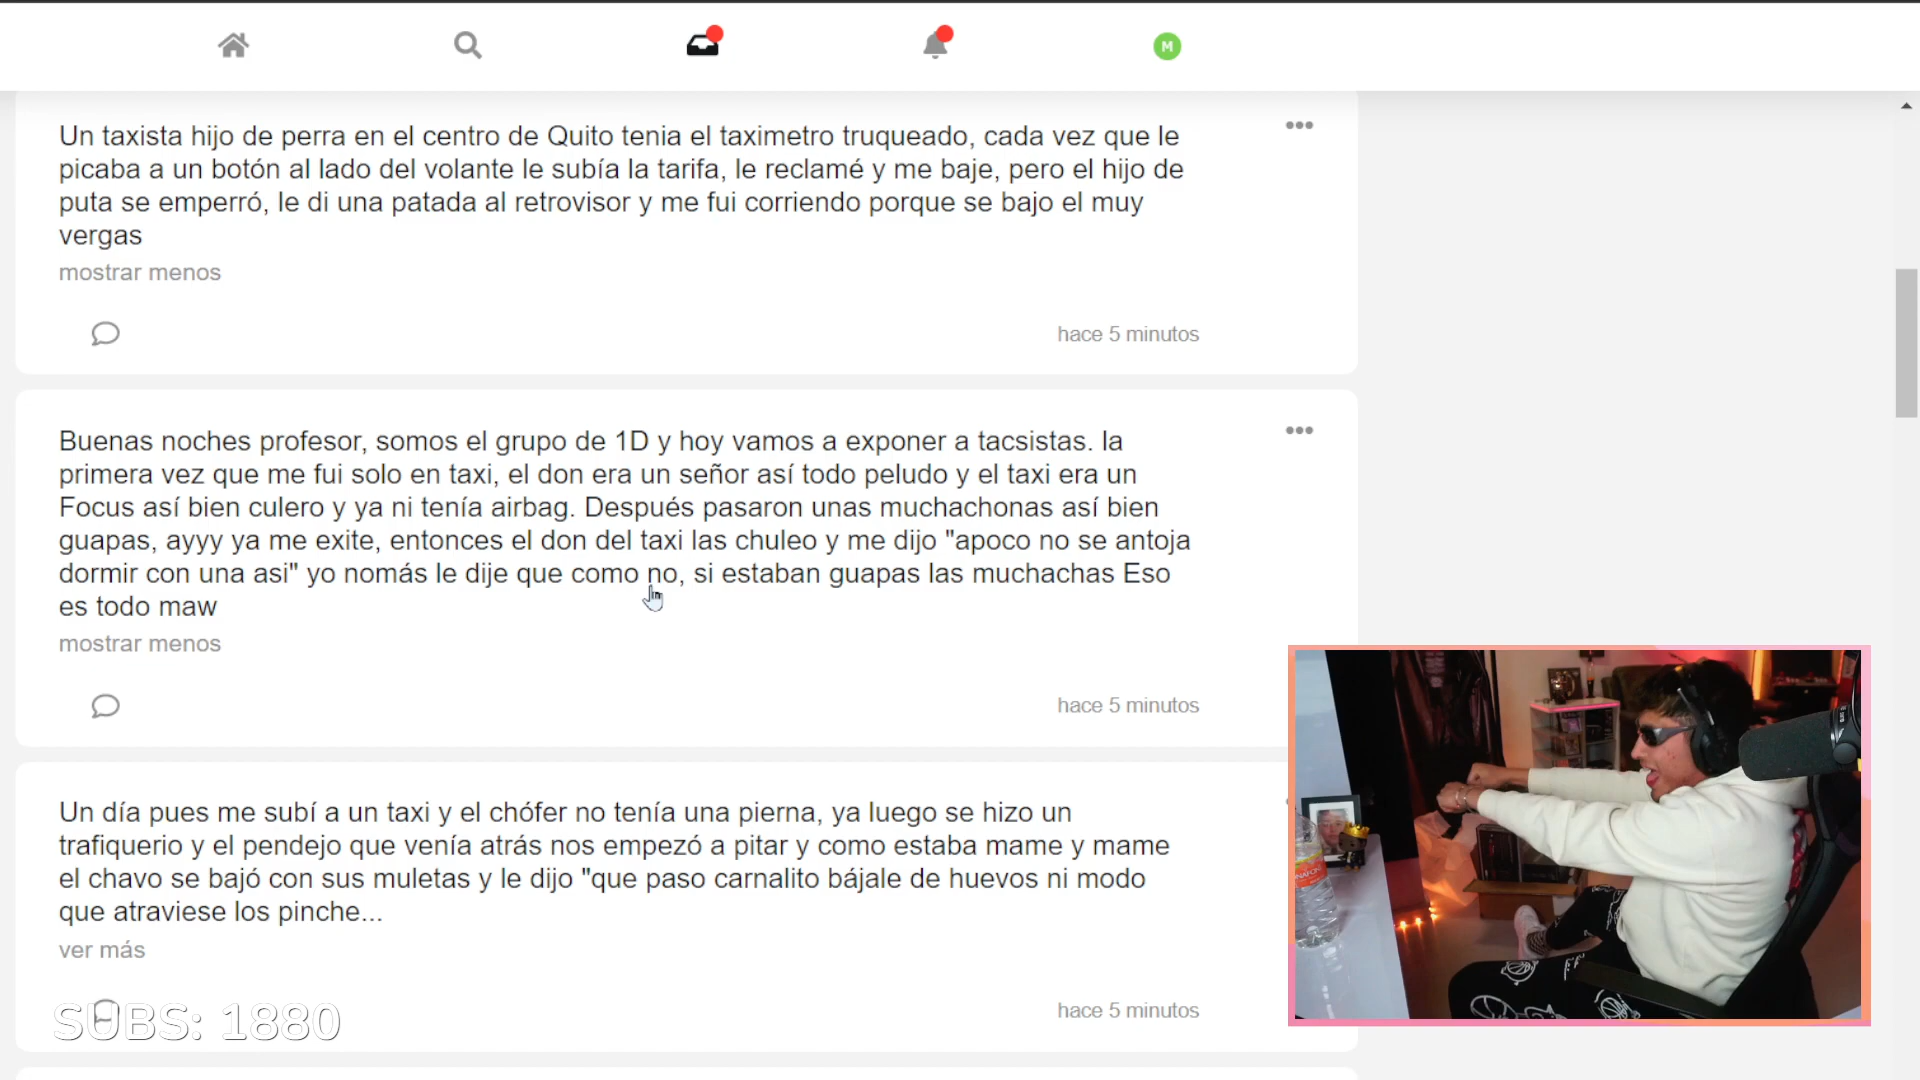 M
Un taxista hijo de perra en el centro de Quito tenia el taximetro truqueado, cada vez que le
picaba a un botón al lado del volante le subía la tarifa, le reclamé y me baje, pero el hijo de
puta se emperró, le di una patada al retrovisor y me fui corriendo porque se bajo el muy
vergas
mostrar menos
hace 5 minutos
Buenas noches profesor, somos el grupo de 1D y hoy vamos a exponer a tacsistas. la
primera vez que me fui solo en taxi, el don era un señor así todo peludo y el taxi era un
Focus así bien culero y ya ni tenía airbag. Después pasaron unas muchachonas así bien
guapas, ayyy ya me exite, entonces el don del taxi las chuleo y me dijo "apoco no se antoja
dormir con una asi" yo nomás le dije que como no, si estaban guapas las muchachas Eso
es todo maw
mostrar menos
hace 5 minutos
Un día pues me subí a un taxi y el chófer no tenía una pierna, ya luego se hizo un
trafiquerio y el pendejo que venía atrás nos empezó a pitar y como estaba mame y mame
el chavo se bajó con sus muletas y le dijo "que paso carnalito bájale de huevos ni modo
que atraviese los pinche...
ver más
hace 5 minutos
SUBS: 1880